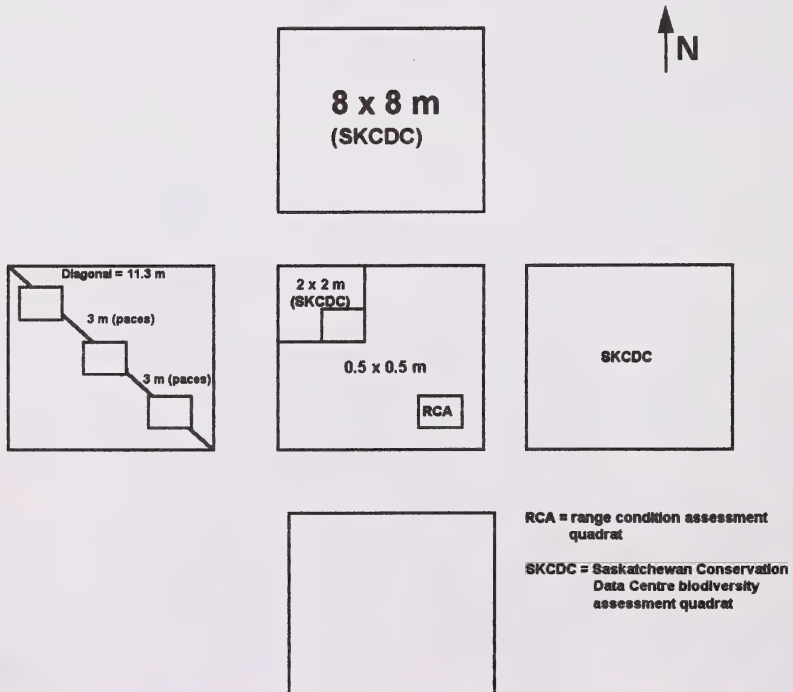 N
8 x 8 m
(SKCDC)
Diagonal = 11.3 m
3 m (paces)
3 m (paces)
2 x 2 m
(SKCDC)
0.5 x 0.5 m
RCA
SKCDC
RCA = range condition assessment
quadrat
SKCDC = Saskatchewan Conservation
Data Centre biodiversity
assessment quadrat